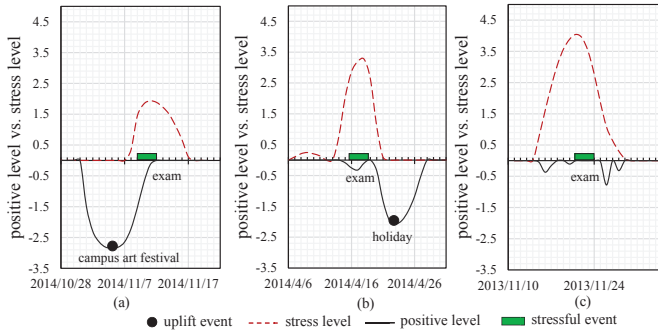 positive level vs. stress level
4.5
3.5
2.5
1.5
0.5
-0.5
-1.5
-2.5
-3.5
exam
campus art festival
2014/10/28 2014/11/7 2014/11/17
(a)
positive level vs. stress level
4.5
3.5
2.5
1.5
0.5
-0.5
-1.5
-2.5
-3.5
exam
holiday
2014/4/6 2014/4/16 2014/4/26
(b)
positive level vs. stress level
4.5
3.5
2.5
1.5
0.5
-0.5
-1.5
-2.5
-3.5
exam
2013/11/10 2013/11/24
(c)
uplift event stress level positive level stressful event